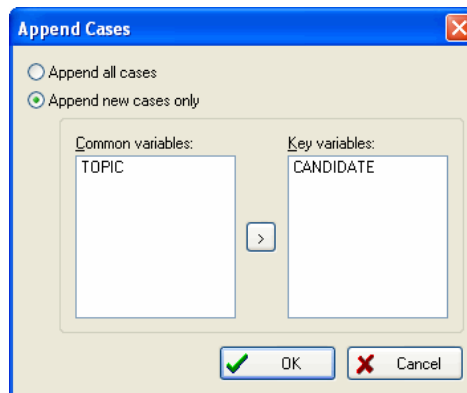 Append Cases
Append all cases
Append new cases only
Common variables: Key variables:
TOPIC CANDIDATE
>
OK Cancel